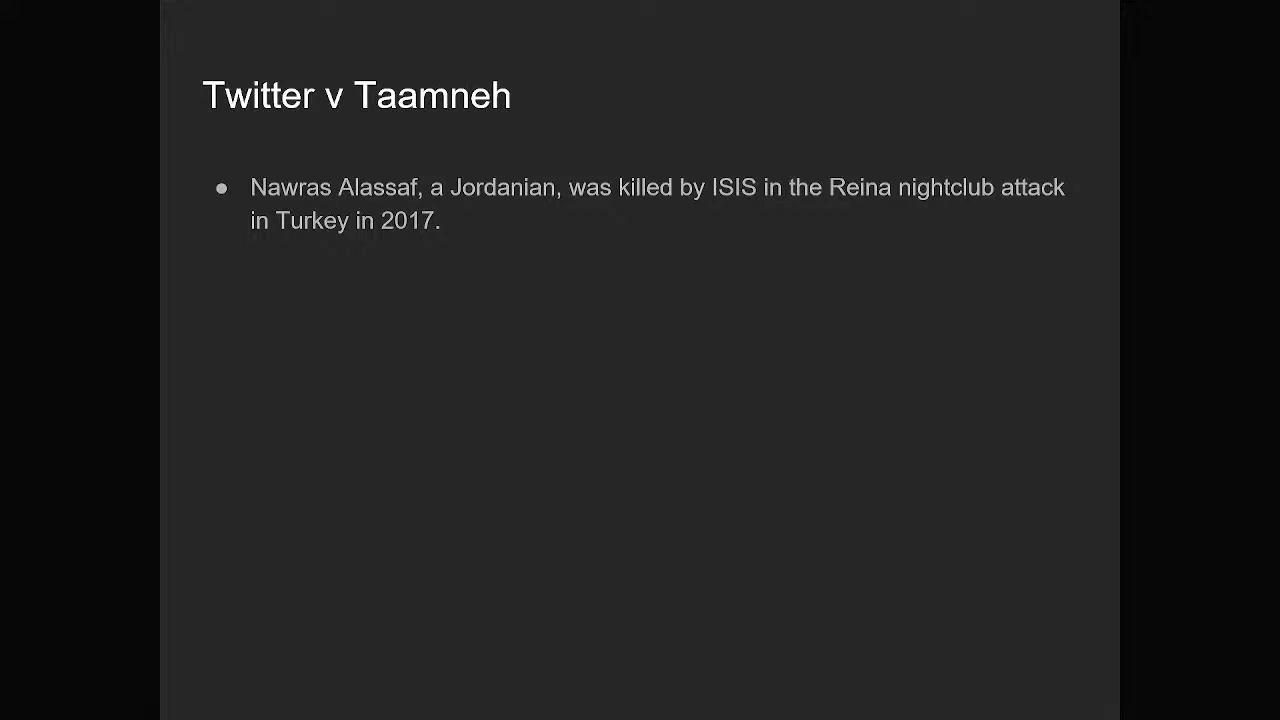 Twitter v Taamneh
● Nawras Alassaf, a Jordanian, was killed by ISIS in the Reina nightclub attack
in Turkey in 2017.